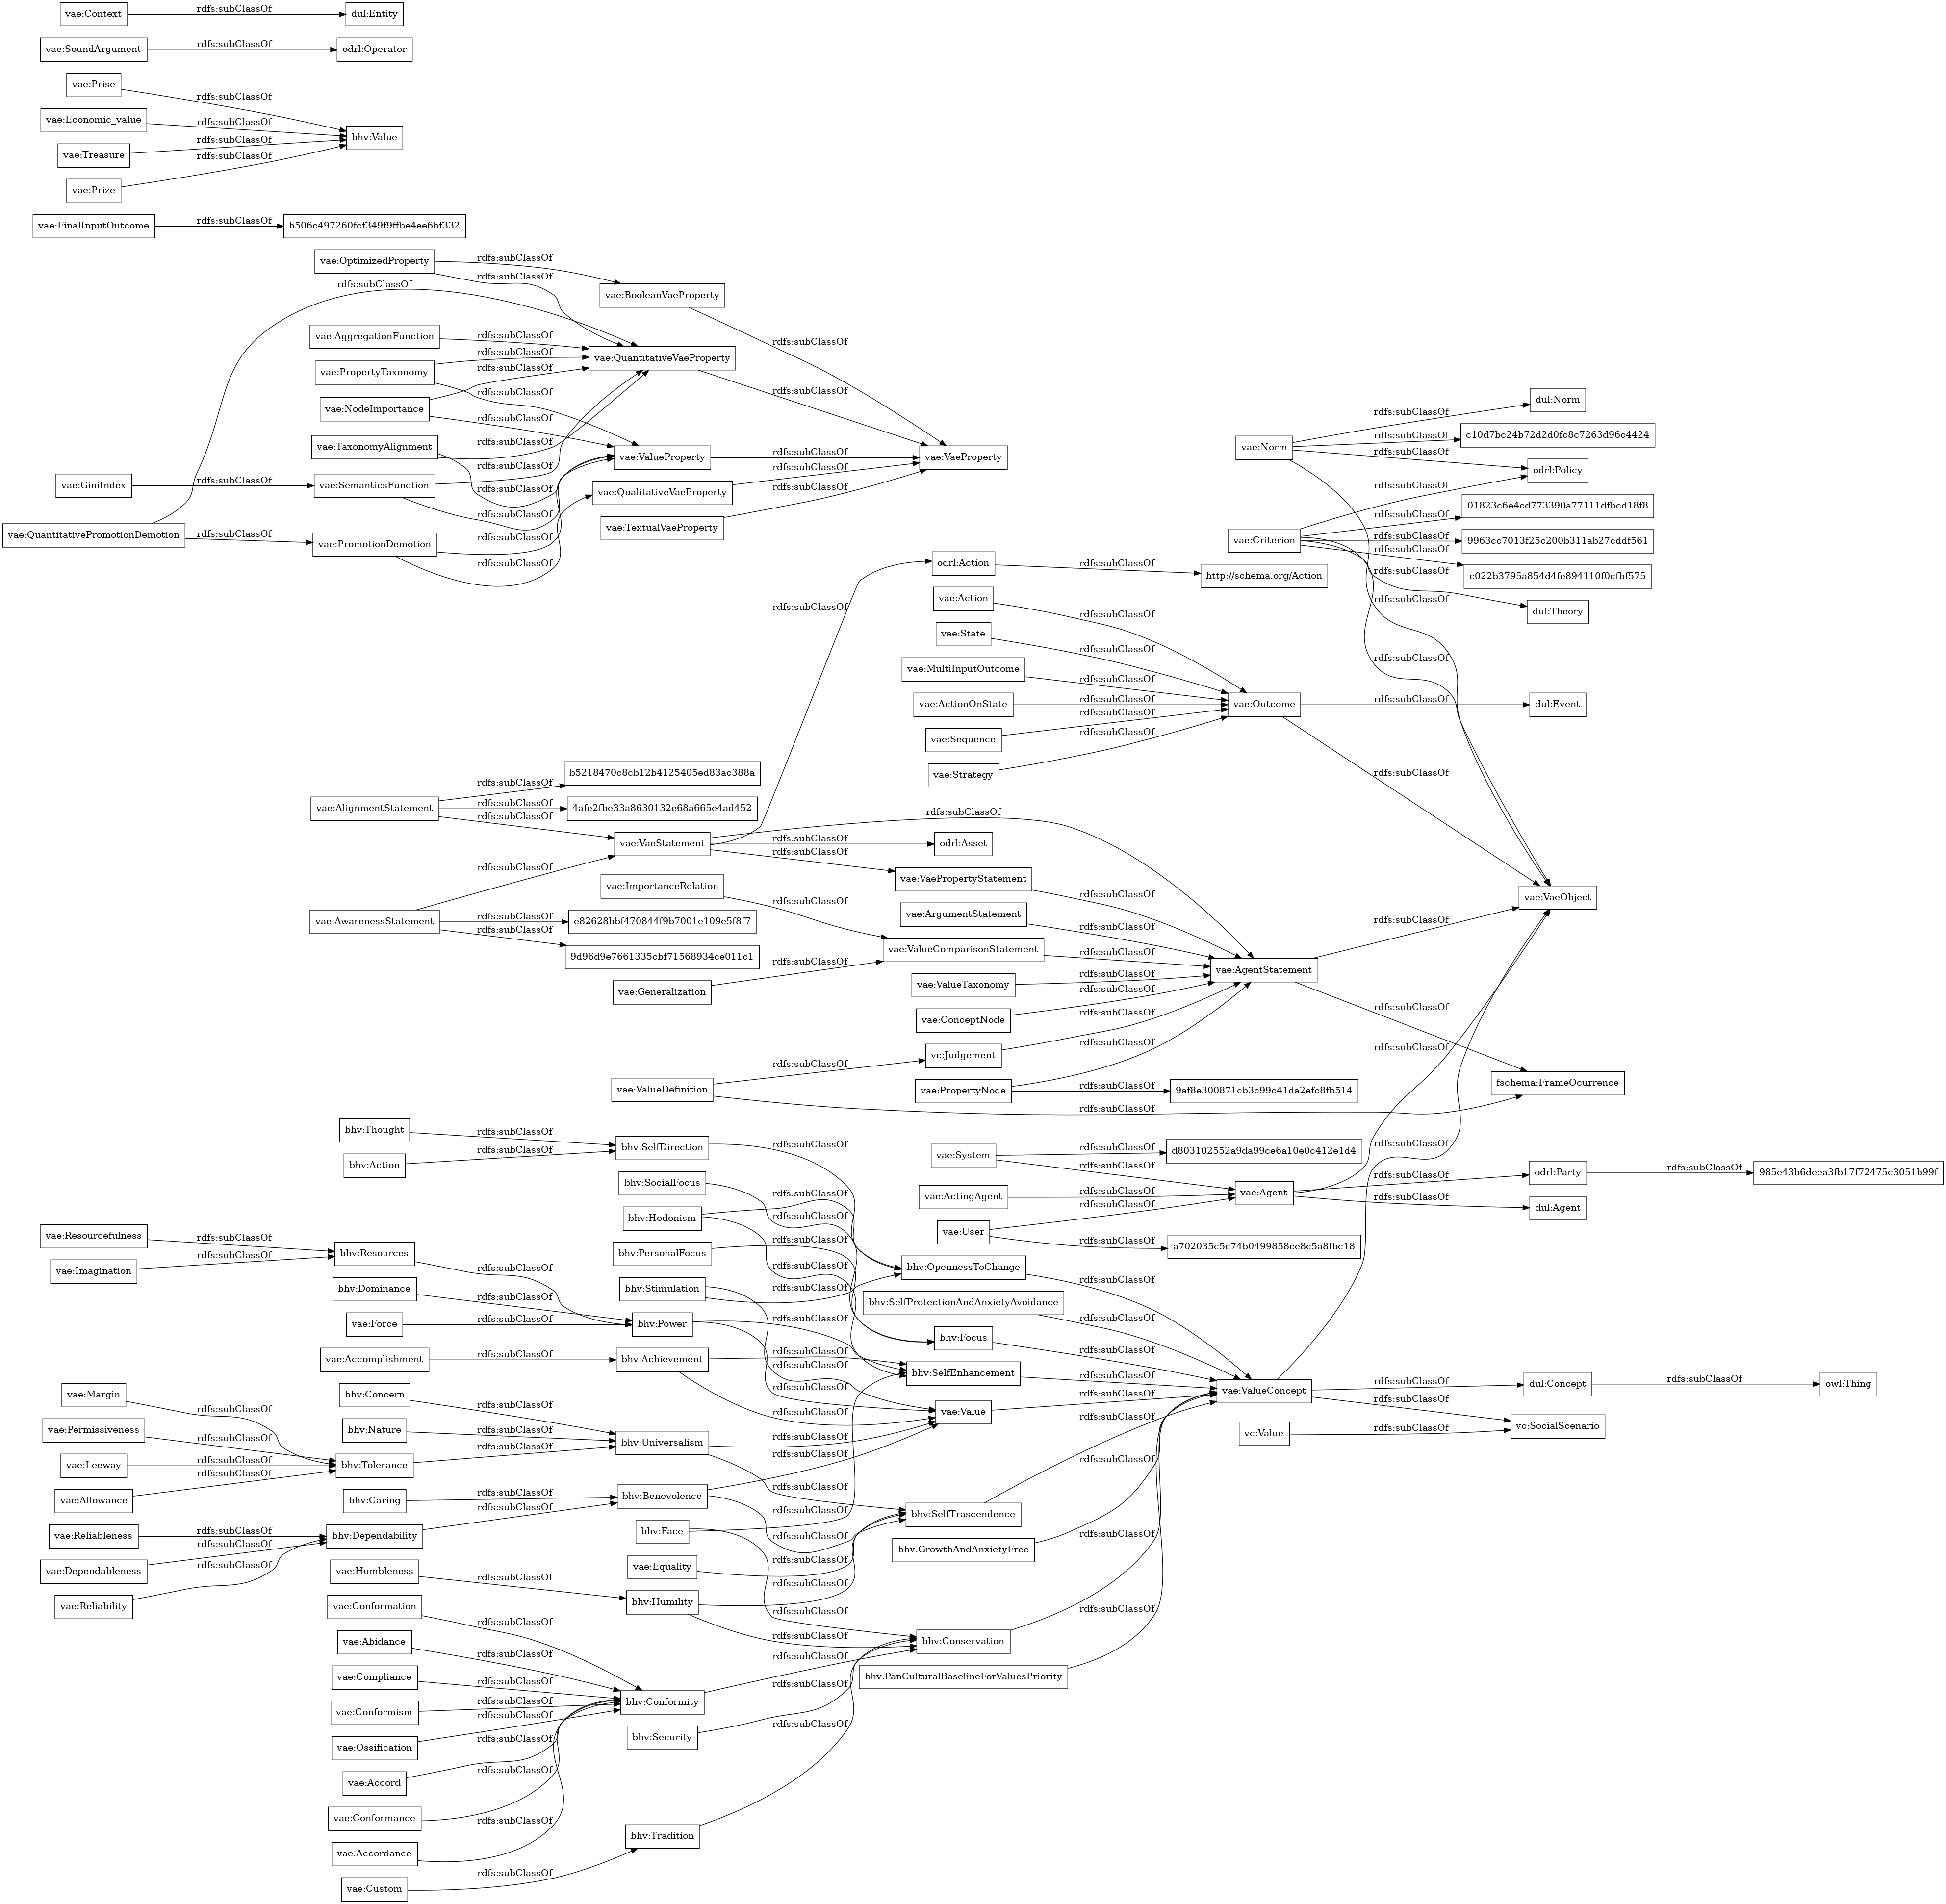 vae:Context
rdfs:subClassOf
dul:Entity
vae:SoundArgument
rdfs:subClassOf
odrl:Operator
vae:Prise
rdfs:subClassOf
vae:Economic_value
rdfs:subClassOf
bhv:Value
vae:Treasure
rdfs:subClassOf
vae:Prize
rdfs:subClassOf
vae:FinalInputOutcome
rdfs:subClassOf
b506c497260fcf349f9ffbe4ee6bf332
vae:OptimizedProperty
rdfs:subClassOf
rdfs:subClassOf
rdfs:subClassOf
vae:BooleanVaeProperty
rdfs:subClassOf
vae:AggregationFunction
rdfs:subClassOf
vae:QuantitativeVaeProperty
rdfs:subClassOf
vae:PropertyTaxonomy
rdfs:subClassOf
rdfs:subClassOf
vae:NodeImportance
rdfs:subClassOf
rdfs:subClassOf
vae:TaxonomyAlignment
rdfs:subClassOf
rdfs:subClassOf
vae:ValueProperty
rdfs:subClassOf
vae:VaeProperty
vae:GiniIndex
rdfs:subClassOf
vae:SemanticsFunction
rdfs:subClassOf
rdfs:subClassOf
vae:QualitativeVaeProperty
rdfs:subClassOf
vae:TextualVaeProperty
rdfs:subClassOf
vae:QuantitativePromotionDemotion
rdfs:subClassOf
vae:PromotionDemotion
rdfs:subClassOf
rdfs:subClassOf
vae:Norm
rdfs:subClassOf
dul:Norm
rdfs:subClassOf
c10d7bc24b72d2d0fc8c7263d96c4424
rdfs:subClassOf
odrl:Policy
vae:Criterion
rdfs:subClassOf
rdfs:subClassOf
01823c6e4cd773390a77111dfbcd18f8
rdfs:subClassOf
9963cc7013f25c200b311ab27cddf561
rdfs:subClassOf
c022b3795a854d4fe894110f0cfbf575
rdfs:subClassOf
dul:Theory
rdfs:subClassOf
rdfs:subClassOf
odrl:Action
rdfs:subClassOf
http://schema.org/Action
rdfs:subClassOf
vae:Action
rdfs:subClassOf
vae:State
rdfs:subClassOf
vae:MultiInputOutcome
rdfs:subClassOf
vae:ActionOnState
rdfs:subClassOf
vae:Outcome
rdfs:subClassOf
dul:Event
vae:Sequence
rdfs:subClassOf
vae:Strategy
rdfs:subClassOf
rdfs:subClassOf
vae:AlignmentStatement
rdfs:subClassOf
b5218470c8cb12b4125405ed83ac388a
rdfs:subClassOf
4afe2fbe33a8630132e68a665e4ad452
rdfs:subClassOf
vae:VaeStatement
rdfs:subClassOf
rdfs:subClassOf
odrl:Asset
rdfs:subClassOf
vae:VaePropertyStatement
rdfs:subClassOf
vae:AwarenessStatement
rdfs:subClassOf
rdfs:subClassOf
e82628bbf470844f9b7001e109e5f8f7
rdfs:subClassOf
9d96d9e7661335cbf71568934ce011c1
vae:ImportanceRelation
rdfs:subClassOf
vae:ArgumentStatement
rdfs:subClassOf
vae:ValueComparisonStatement
rdfs:subClassOf
vae:Generalization
rdfs:subClassOf
vae:ValueTaxonomy
rdfs:subClassOf
vae:AgentStatement
rdfs:subClassOf
vae:VaeObject
rdfs:subClassOf
vae:ConceptNode
rdfs:subClassOf
vc:Judgement
rdfs:subClassOf
vae:ValueDefinition
rdfs:subClassOf
rdfs:subClassOf
vae:PropertyNode
rdfs:subClassOf
rdfs:subClassOf
9af8e300871cb3c99c41da2efc8fb514
fschema:FrameOcurrence
bhv:Thought
rdfs:subClassOf
bhv:Action
rdfs:subClassOf
bhv:SelfDirection
rdfs:subClassOf
vae:System
rdfs:subClassOf
d803102552a9da99ce6a10e0c412e1d4
rdfs:subClassOf
vae:ActingAgent
rdfs:subClassOf
vae:Agent
rdfs:subClassOf
rdfs:subClassOf
odrl:Party
rdfs:subClassOf
985e43b6deea3fb17f72475c3051b99f
rdfs:subClassOf
dul:Agent
vae:User
rdfs:subClassOf
rdfs:subClassOf
a702035c5c74b0499858ce8c5a8fbc18
bhv:SocialFocus
rdfs:subClassOf
bhv:Hedonism
rdfs:subClassOf
rdfs:subClassOf
bhv:PersonalFocus
rdfs:subClassOf
bhv:Stimulation
rdfs:subClassOf
rdfs:subClassOf
vae:Resourcefulness
rdfs:subClassOf
vae:Imagination
rdfs:subClassOf
bhv:Resources
rdfs:subClassOf
bhv:Dominance
rdfs:subClassOf
vae:Force
rdfs:subClassOf
bhv:Power
rdfs:subClassOf
rdfs:subClassOf
bhv:OpennessToChange
rdfs:subClassOf
bhv:SelfProtectionAndAnxietyAvoidance
rdfs:subClassOf
bhv:Focus
rdfs:subClassOf
vae:Accomplishment
rdfs:subClassOf
bhv:Achievement
rdfs:subClassOf
rdfs:subClassOf
bhv:SelfEnhancement
rdfs:subClassOf
vae:Value
rdfs:subClassOf
vae:ValueConcept
rdfs:subClassOf
rdfs:subClassOf
dul:Concept
rdfs:subClassOf
owl:Thing
rdfs:subClassOf
vc:SocialScenario
vc:Value
rdfs:subClassOf
vae:Margin
rdfs:subClassOf
vae:Permissiveness
rdfs:subClassOf
vae:Leeway
rdfs:subClassOf
vae:Allowance
rdfs:subClassOf
bhv:Concern
rdfs:subClassOf
bhv:Nature
rdfs:subClassOf
bhv:Tolerance
rdfs:subClassOf
bhv:Universalism
rdfs:subClassOf
rdfs:subClassOf
bhv:Caring
rdfs:subClassOf
bhv:Benevolence
rdfs:subClassOf
rdfs:subClassOf
vae:Reliableness
rdfs:subClassOf
vae:Dependableness
rdfs:subClassOf
vae:Reliability
rdfs:subClassOf
bhv:Dependability
rdfs:subClassOf
bhv:Face
rdfs:subClassOf
rdfs:subClassOf
vae:Equality
rdfs:subClassOf
bhv:SelfTrascendence
rdfs:subClassOf
bhv:GrowthAndAnxietyFree
rdfs:subClassOf
vae:Humbleness
rdfs:subClassOf
bhv:Humility
rdfs:subClassOf
rdfs:subClassOf
bhv:Conservation
rdfs:subClassOf
bhv:PanCulturalBaselineForValuesPriority
vae:Conformation
rdfs:subClassOf
vae:Abidance
rdfs:subClassOf
vae:Compliance
rdfs:subClassOf
vae:Conformism
rdfs:subClassOf
vae:Ossification
rdfs:subClassOf
vae:Accord
rdfs:subClassOf
vae:Conformance
rdfs:subClassOf
vae:Accordance
rdfs:subClassOf
bhv:Conformity
rdfs:subClassOf
bhv:Security
rdfs:subClassOf
bhv:Tradition
rdfs:subClassOf
vae:Custom
rdfs:subClassOf